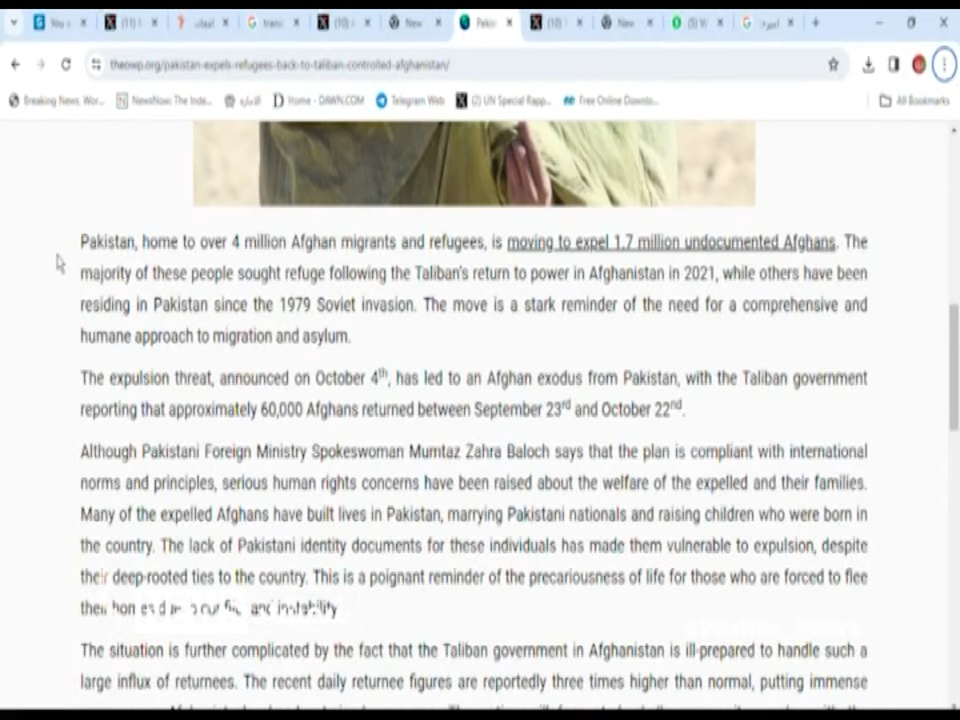 Pakis
New
theowp.org/pakistan-expels-refugees-back-to-taliban-controlled-afghanistan/
Breaking News, Wor... NewsNow: The Inde... Home - DAWN.COM Telegram Web (2) UN Special Rapp... Free Online Downlo... All Bookmarks
Pakistan, home to over 4 million Afghan migrants and refugees, is moving to expel 1.7 million undocumented Afghans. The
majority of these people sought refuge following the Taliban's return to power in Afghanistan in 2021, while others have been
residing in Pakistan since the 1979 Soviet invasion. The move is a stark reminder of the need for a comprehensive and
humane approach to migration and asylum.
The expulsion threat, announced on October 4th, has led to an Afghan exodus from Pakistan, with the Taliban government
reporting that approximately 60,000 Afghans returned between September 23rd and October 22nd.
Although Pakistani Foreign Ministry Spokeswoman Mumtaz Zahra Baloch says that the plan is compliant with international
norms and principles, serious human rights concerns have been raised about the welfare of the expelled and their families.
Many of the expelled Afghans have built lives in Pakistan, marrying Pakistani nationals and raising children who were born in
the country. The lack of Pakistani identity documents for these individuals has made them vulnerable to expulsion, despite
their deep-rooted ties to the country. This is a poignant reminder of the precariousness of life for those who are forced to flee
and instability
The situation is further complicated by the fact that the Taliban government in Afghanistan is ill-prepared to handle such a
large influx of returnees. The recent daily returnee figures are reportedly three times higher than normal, putting immense